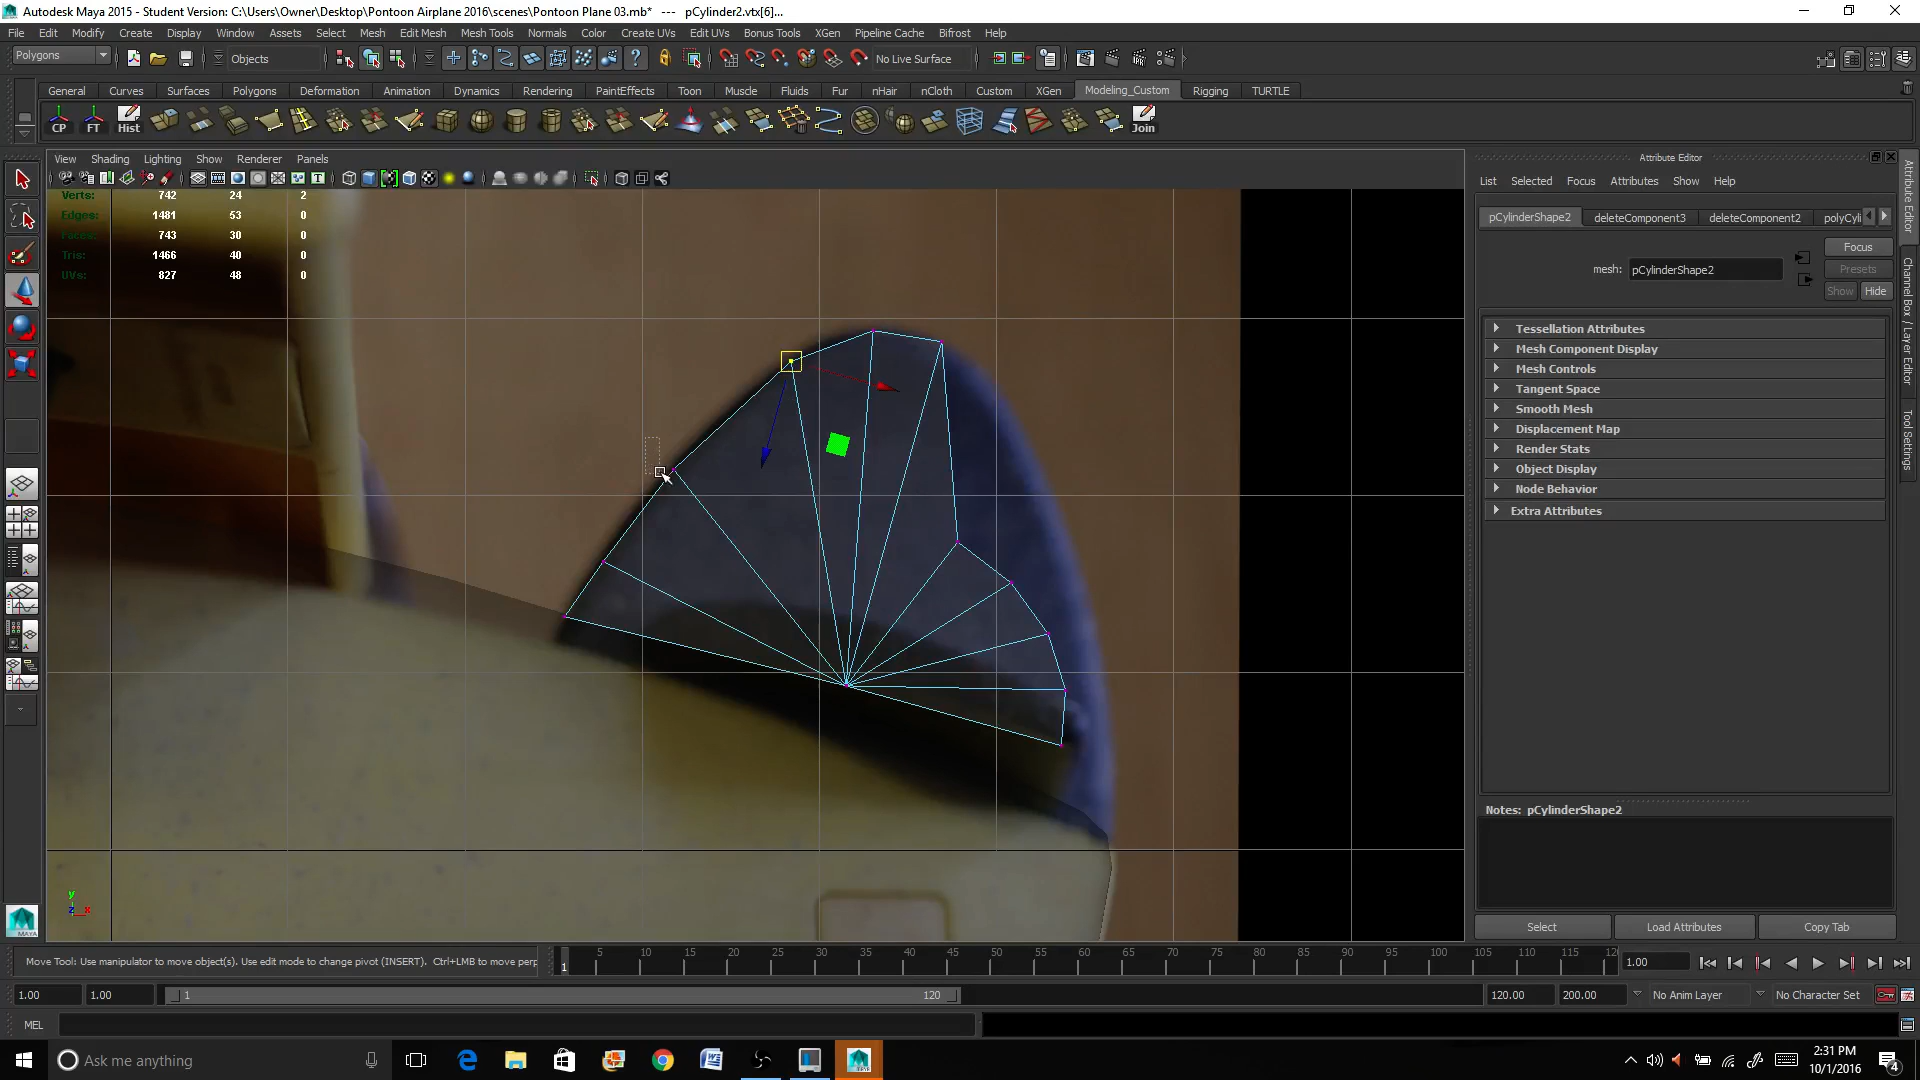 Autodesk Maya 2015 - Student Version: C:\Users\Owner\Desktop\Pontoon Airplane 2016\scenes\Pontoon Plane 03.mb* --- pCylinder2.vtx[6]...
File Edit Modify Create Display Window Assets Select Mesh Edit Mesh Mesh Tools Normals Color Create UVs Edit UVs Bonus Tools XGen Pipeline Cache Bifrost Help
Polygons Objects No Live Surface
General Curves Surfaces Polygons Deformation Animation Dynamics Rendering PaintEffects Toon Muscle Fluids Fur nHair nCloth Custom XGen Modeling_Custom Rigging TURTLE
CP FT Hist Join
View Shading Lighting Show Renderer Panels
Verts: 742 24 2
Edges: 1481 53 0
Faces: 743 30 0
Tris: 1466 40 0
UVs: 827 48 0
Attribute Editor
List Selected Focus Attributes Show Help
pCylinderShape2 deleteComponent3 deleteComponent2 polyCyli
Focus
mesh: pCylinderShape2
Presets
Show Hide
Tessellation Attributes
Mesh Component Display
Mesh Controls
Tangent Space
Smooth Mesh
Displacement Map
Render Stats
Object Display
Node Behavior
Extra Attributes
Notes: pCylinderShape2
Select Load Attributes Copy Tab
Attribute Editor
Channel Box / Layer Editor
Tool Settings
y
z x
MAYA
Move Tool: Use manipulator to move object(s). Use edit mode to change pivot (INSERT). Ctrl+LMB to move perp
1 5 10 15 20 25 30 35 40 45 50 55 60 65 70 75 80 85 90 95 100 105 110 115 12
1.00
1.00 1.00 1 120 120.00 200.00 No Anim Layer No Character Set
MEL
Ask me anything
2:31 PM
10/1/2016
4